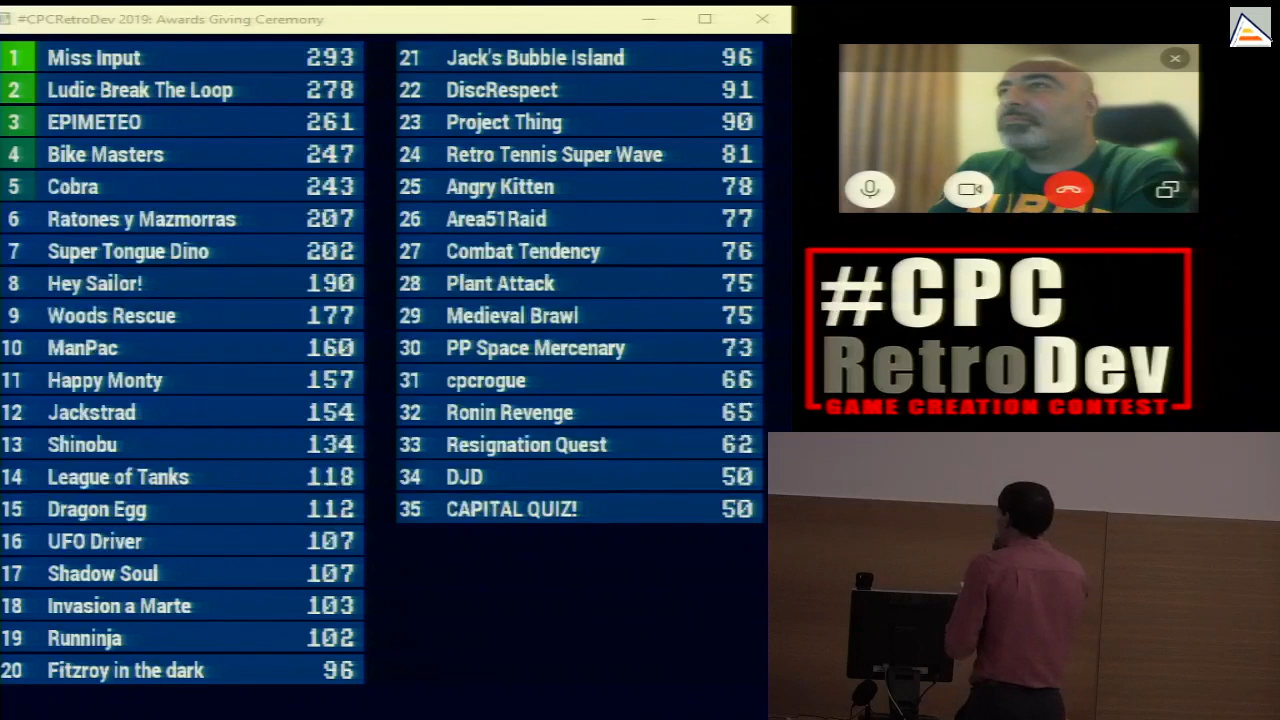 #CPCRetroDev 2019: Awards Giving Ceremony
1 Miss Input 293
2 Ludic Break The Loop 278
3 EPIMETEO 261
4 Bike Masters 247
5 Cobra 243
6 Ratones y Mazmorras 207
7 Super Tongue Dino 202
8 Hey Sailor! 190
9 Woods Rescue 177
10 ManPac 160
11 Happy Monty 157
12 Jackstrad 154
13 Shinobu 134
14 League of Tanks 118
15 Dragon Egg 112
16 UFO Driver 107
17 Shadow Soul 107
18 Invasion a Marte 103
19 Runninja 102
20 Fitzroy in the dark 96
21 Jack's Bubble Island 96
22 DiscRespect 91
23 Project Thing 90
24 Retro Tennis Super Wave 81
25 Angry Kitten 78
26 Area51Raid 77
27 Combat Tendency 76
28 Plant Attack 75
29 Medieval Brawl 75
30 PP Space Mercenary 73
31 cpcrogue 66
32 Ronin Revenge 65
33 Resignation Quest 62
34 DJD 50
35 CAPITAL QUIZ! 50
#CPC
RetroDev
GAME CREATION CONTEST